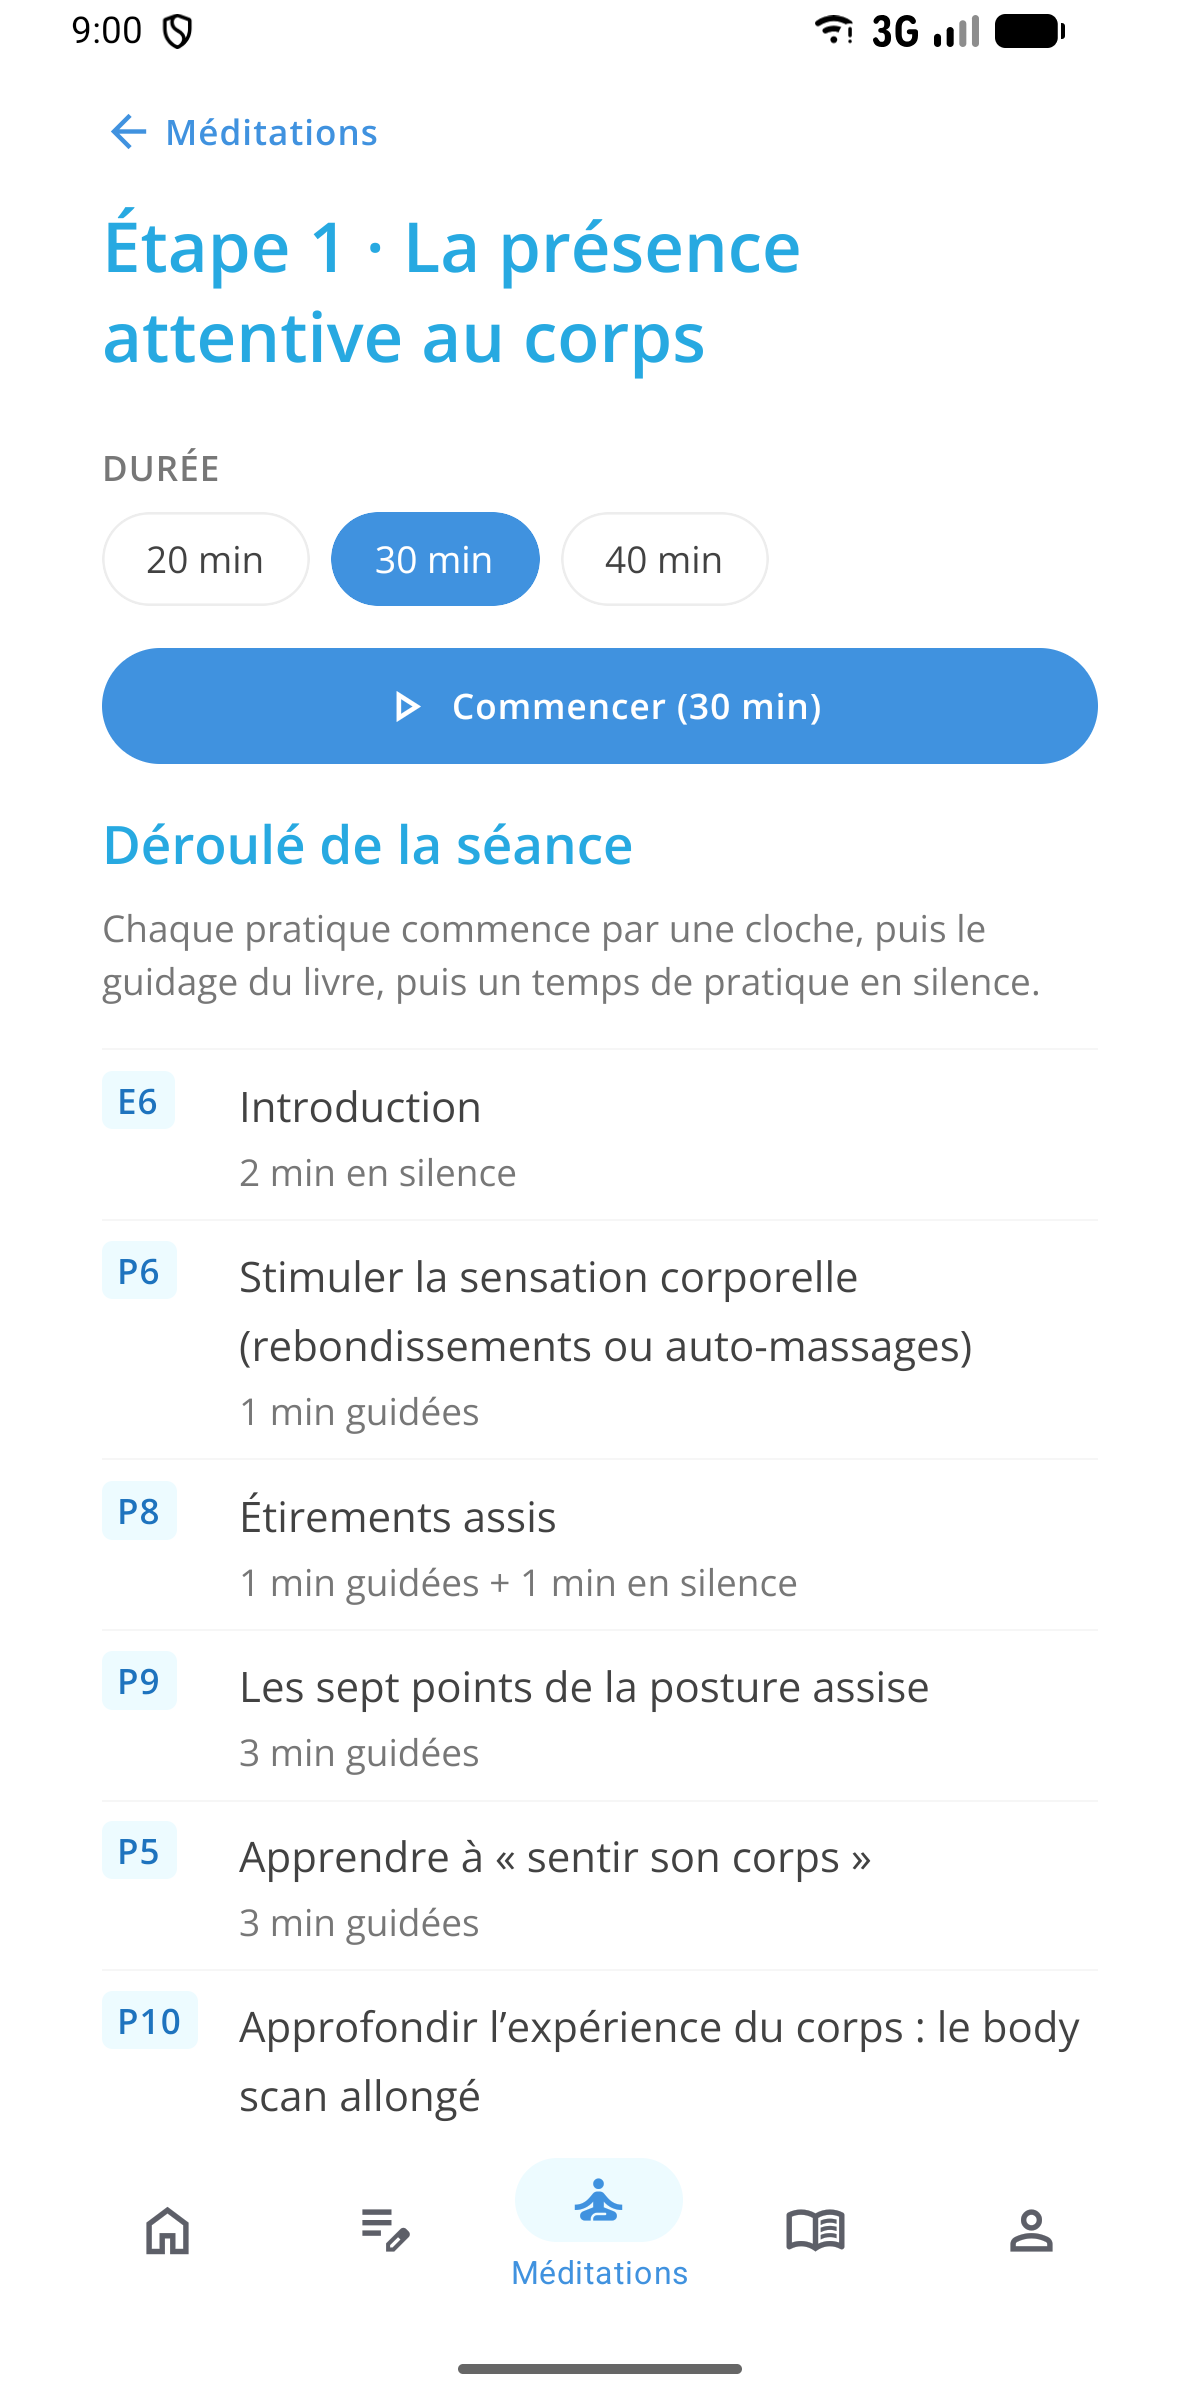 9:00
3G
Méditations
Étape 1 · La présence
attentive au corps
DURÉE
20 min
30 min
40 min
Commencer (30 min)
Déroulé de la séance
Chaque pratique commence par une cloche, puis le
guidage du livre, puis un temps de pratique en silence.
E6
Introduction
2 min en silence
P6
Stimuler la sensation corporelle
(rebondissements ou auto-massages)
1 min guidées
P8
Étirements assis
1 min guidées + 1 min en silence
P9
Les sept points de la posture assise
3 min guidées
P5
Apprendre à « sentir son corps »
3 min guidées
P10
Approfondir l’expérience du corps : le body
scan allongé
Méditations